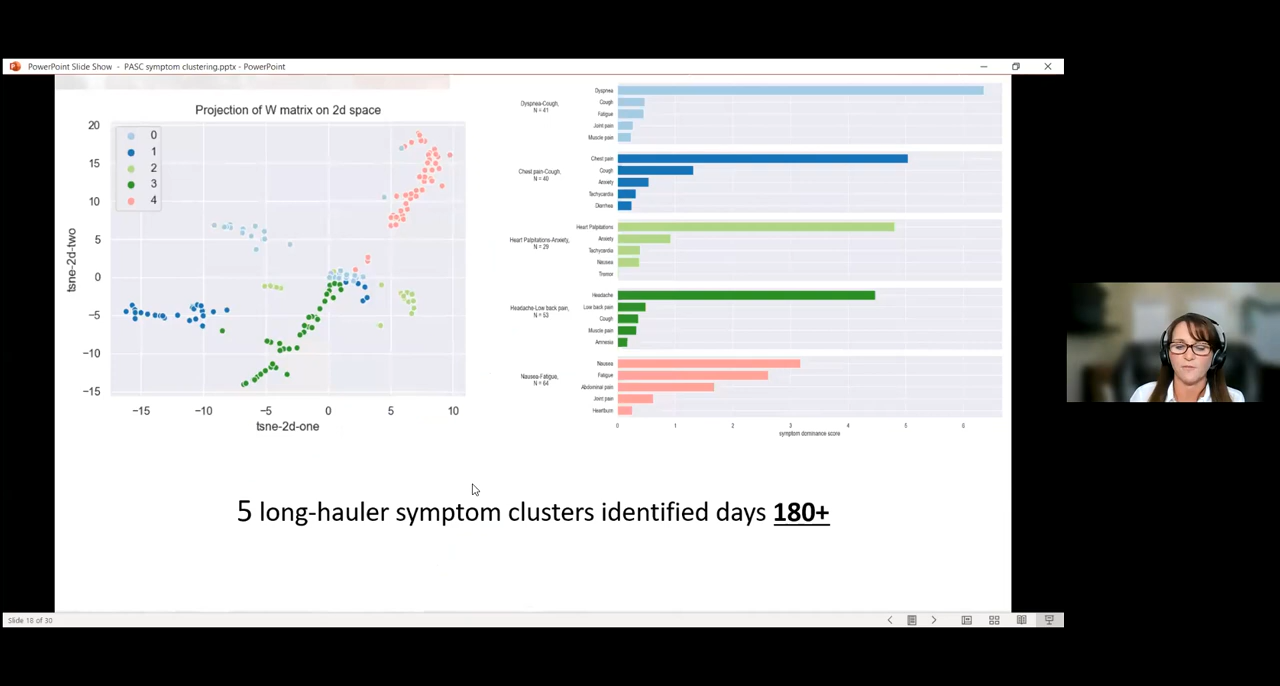 PowerPoint Slide Show - PASC symptom clustering.pptx - PowerPoint
Projection of W matrix on 2d space
20
15
10
5
0
−5
−10
−15
tsne-2d-two
0
1
2
3
4
−15
−10
−5
0
5
10
tsne-2d-one
Dyspnea-Cough,
N = 41
Dyspnea
Cough
Fatigue
Joint pain
Muscle pain
Chest pain-Cough,
N = 40
Chest pain
Cough
Anxiety
Tachycardia
Diarrhea
Heart Palpitations-Anxiety,
N = 29
Heart Palpitations
Anxiety
Tachycardia
Nausea
Tremor
Headache-Low back pain,
N = 53
Headache
Low back pain
Cough
Muscle pain
Amnesia
Nausea-Fatigue,
N = 64
Nausea
Fatigue
Abdominal pain
Joint pain
Heartburn
0
1
2
3
4
5
6
symptom dominance score
5 long-hauler symptom clusters identified days 180+
Slide 18 of 30